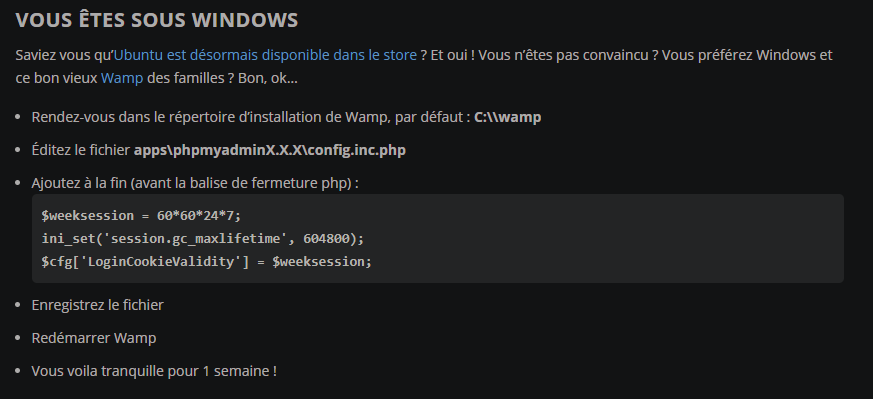 VOUS ÊTES SOUS WINDOWS
Saviez vous qu'Ubuntu est désormais disponible dans le store ? Et oui ! Vous n'êtes pas convaincu ? Vous préférez Windows et
ce bon vieux Wamp des familles ? Bon, ok…
• Rendez-vous dans le répertoire d'installation de Wamp, par défaut : C:\\wamp
• Éditez le fichier apps\phpmyadminX.X.X\config.inc.php
• Ajoutez à la fin (avant la balise de fermeture php) :
$weeksession = 60*60*24*7;
ini_set('session.gc_maxlifetime', 604800);
$cfg['LoginCookieValidity'] = $weeksession;
• Enregistrez le fichier
• Redémarrer Wamp
• Vous voila tranquille pour 1 semaine !